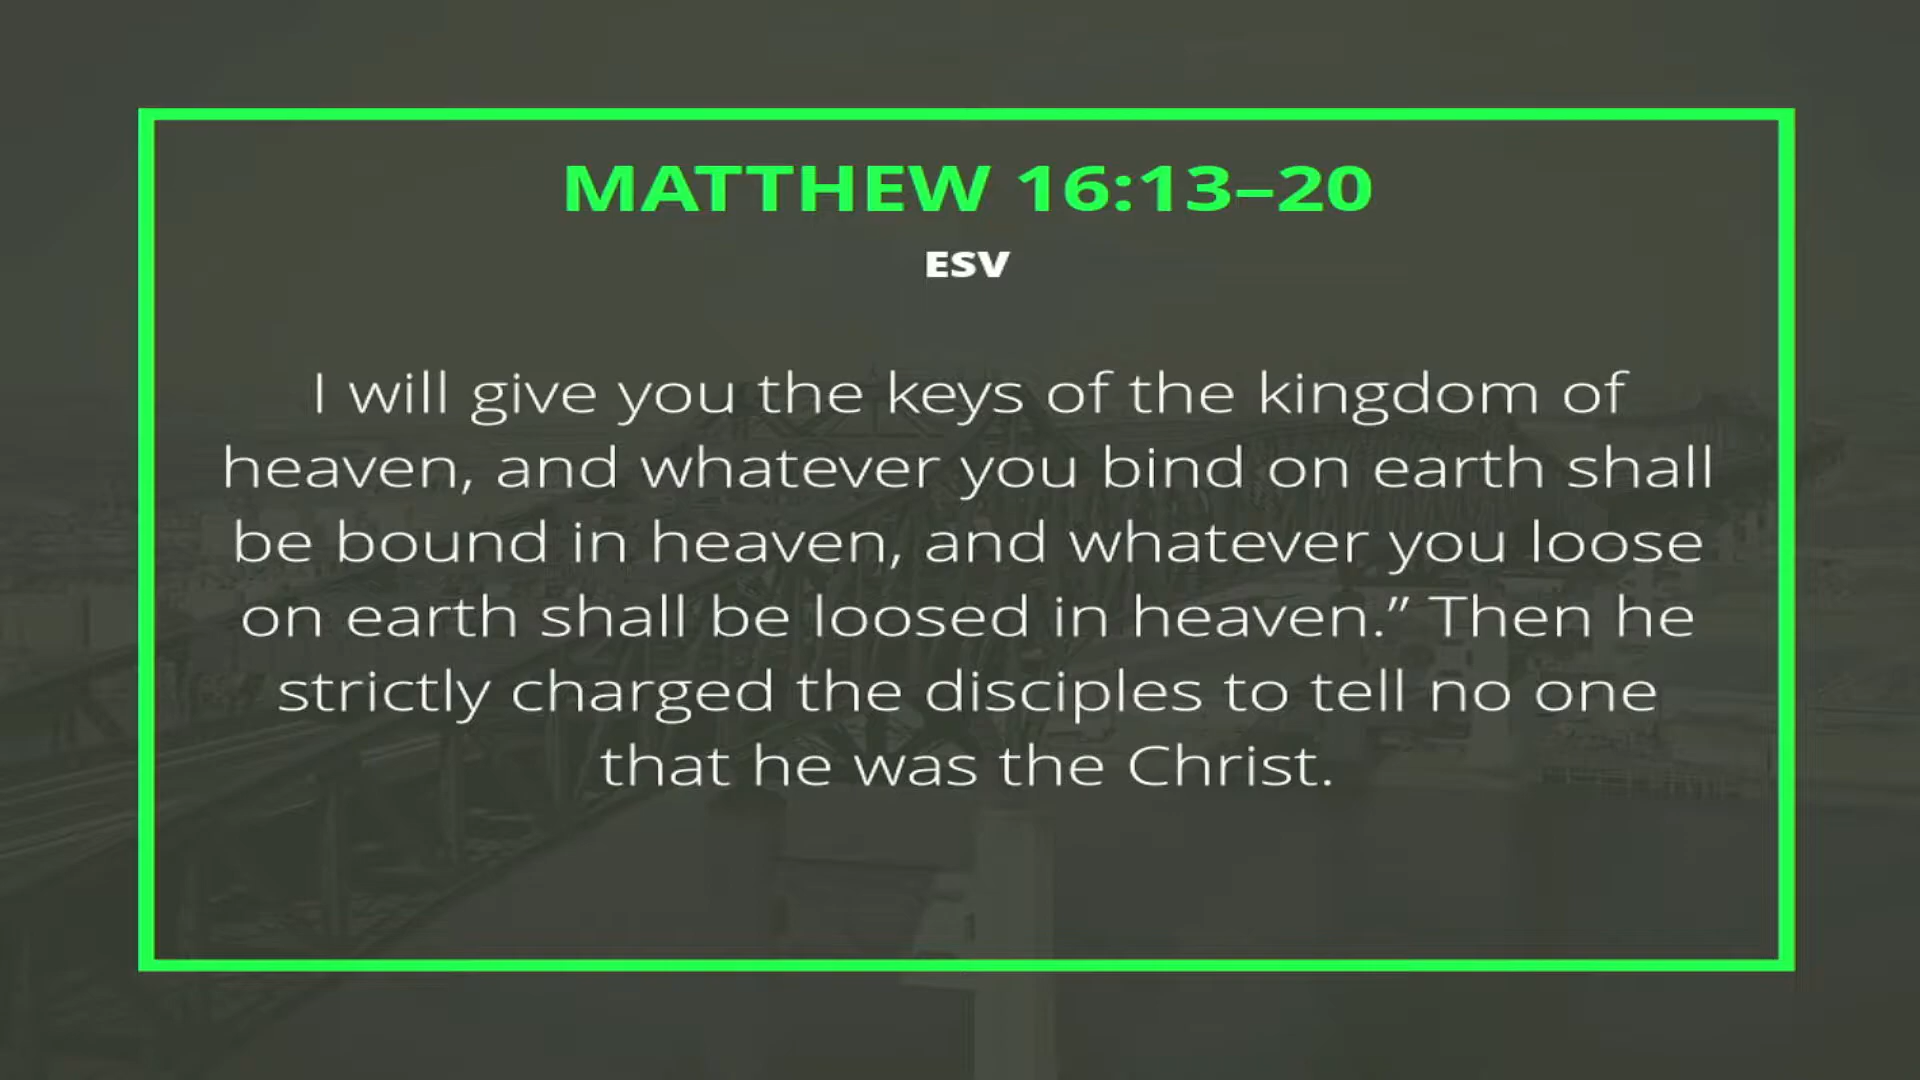 MATTHEW 16:13–20
ESV
I will give you the keys of the kingdom of
heaven, and whatever you bind on earth shall
be bound in heaven, and whatever you loose
on earth shall be loosed in heaven.” Then he
strictly charged the disciples to tell no one
that he was the Christ.